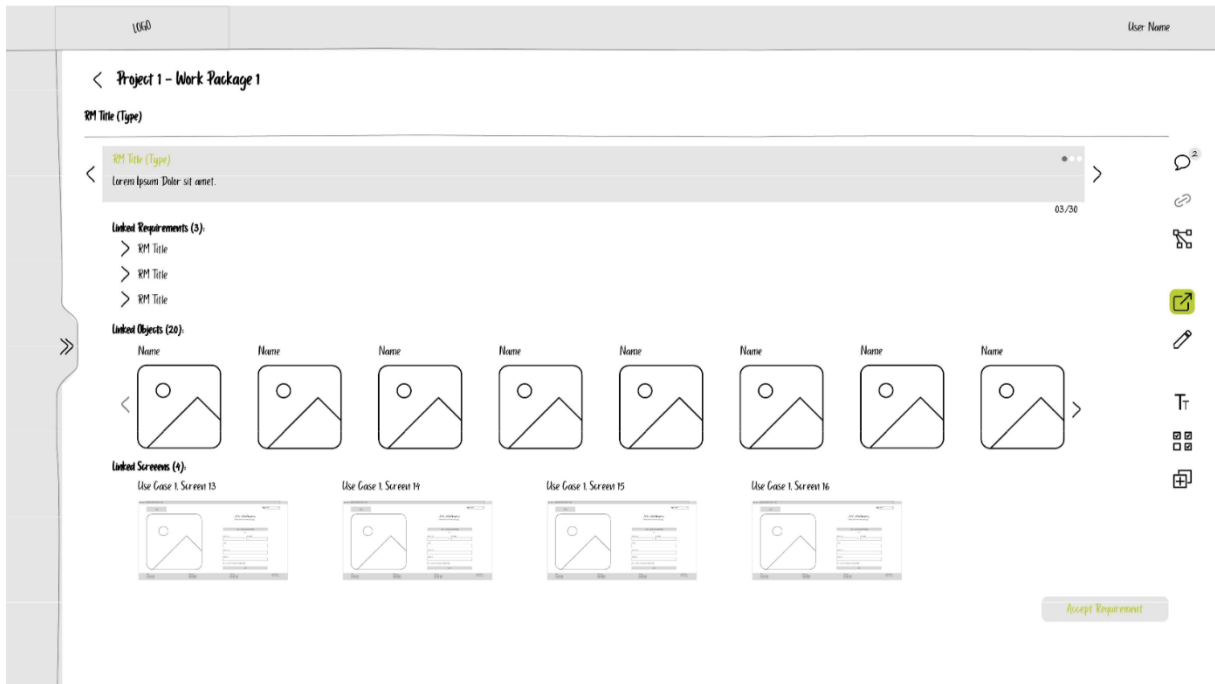 LOGO
User Name
Project 1 - Work Package 1
RM Title (Type)
RM Title (Type)
Lorem Ipsum Dolor sit amet.
03/30
2
Linked Requirements (3):
RM Title
RM Title
RM Title
Linked Objects (20):
Name Name Name Name Name Name Name Name
Tт
Linked Screens (4):
Use Case 1, Screen 13 Use Case 1, Screen 14 Use Case 1, Screen 15 Use Case 1, Screen 16
Accept Requirement